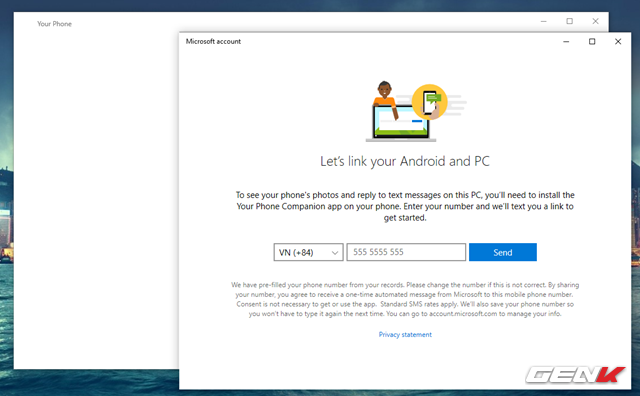 Your Phone
Microsoft account
Let's link your Android and PC
To see your phone's photos and reply to text messages on this PC, you'll need to install the
Your Phone Companion app on your phone. Enter your number and we'll text you a link to
get started.
VN (+84)
555 5555 555
Send
We have pre-filled your phone number from your records. Please change the number if this is not correct. By sharing
your number, you agree to receive a one-time automated message from Microsoft to this mobile phone number.
Consent is not necessary to get or use the app. Standard SMS rates apply. We'll also save your phone number so
you won't have to type it again the next time. You can go to account.microsoft.com to manage your info.
Privacy statement
GENK